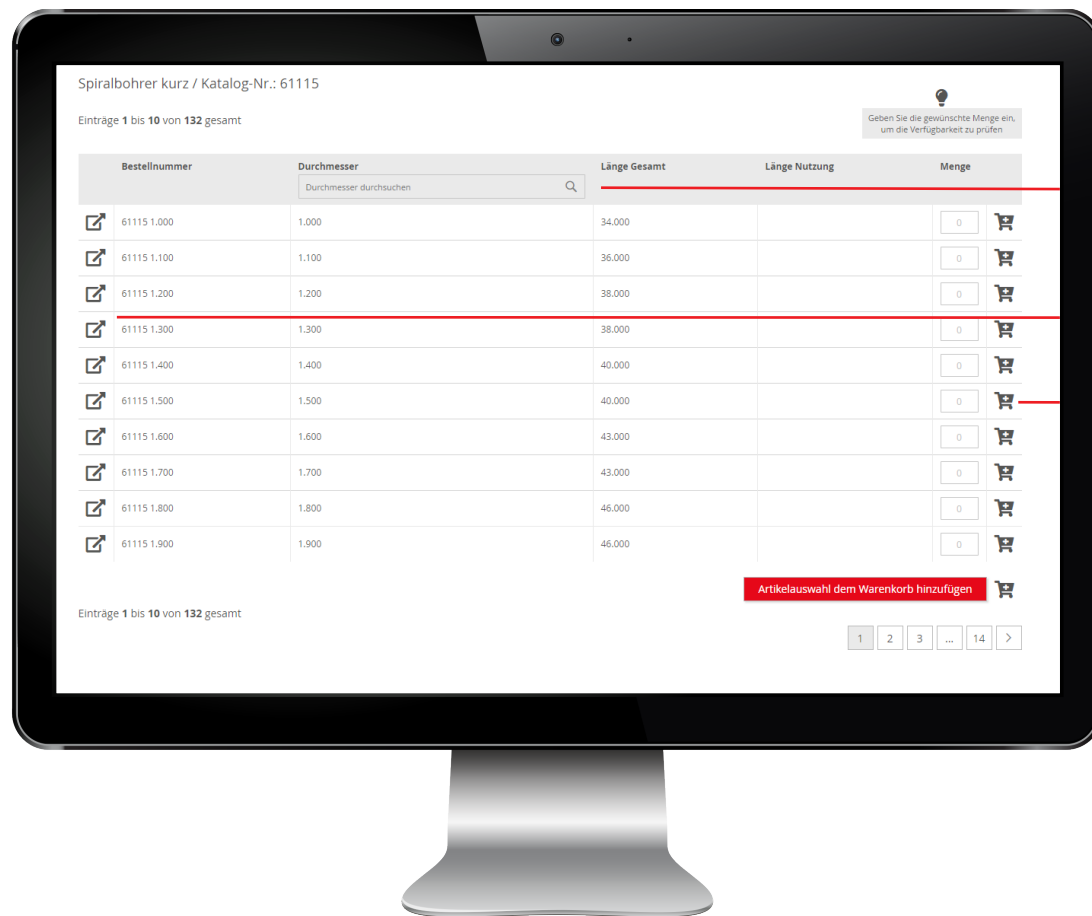 Spiralbohrer kurz / Katalog-Nr.: 61115
Einträge 1 bis 10 von 132 gesamt
Geben Sie die gewünschte Menge ein,
um die Verfügbarkeit zu prüfen
Bestellnummer Durchmesser Länge Gesamt Länge Nutzung Menge
Durchmesser durchsuchen
61115 1.000 1.000 34.000 0
61115 1.100 1.100 36.000 0
61115 1.200 1.200 38.000 0
61115 1.300 1.300 38.000 0
61115 1.400 1.400 40.000 0
61115 1.500 1.500 40.000 0
61115 1.600 1.600 43.000 0
61115 1.700 1.700 43.000 0
61115 1.800 1.800 46.000 0
61115 1.900 1.900 46.000 0
Artikelauswahl dem Warenkorb hinzufügen
Einträge 1 bis 10 von 132 gesamt
1 2 3 ... 14 >